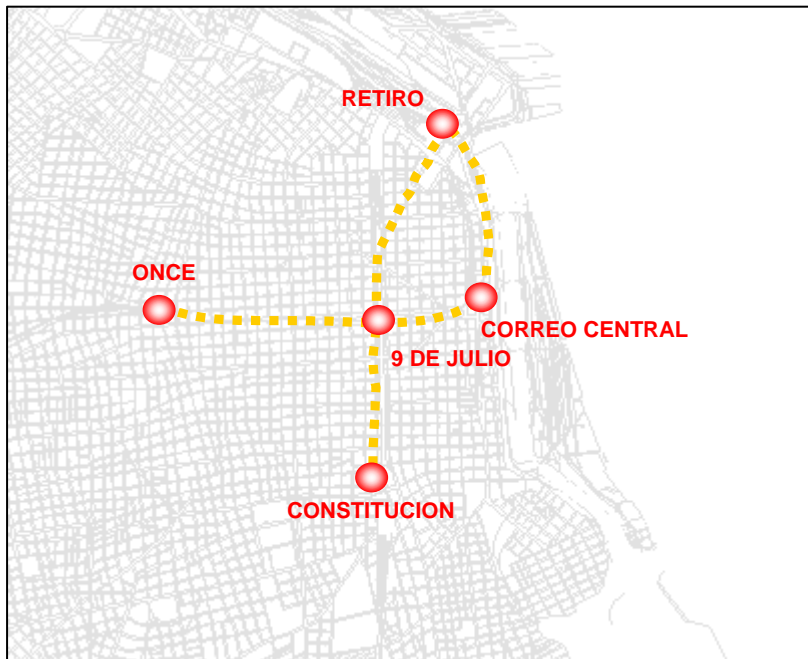 RETIRO
ONCE
CORREO CENTRAL
9 DE JULIO
CONSTITUCION